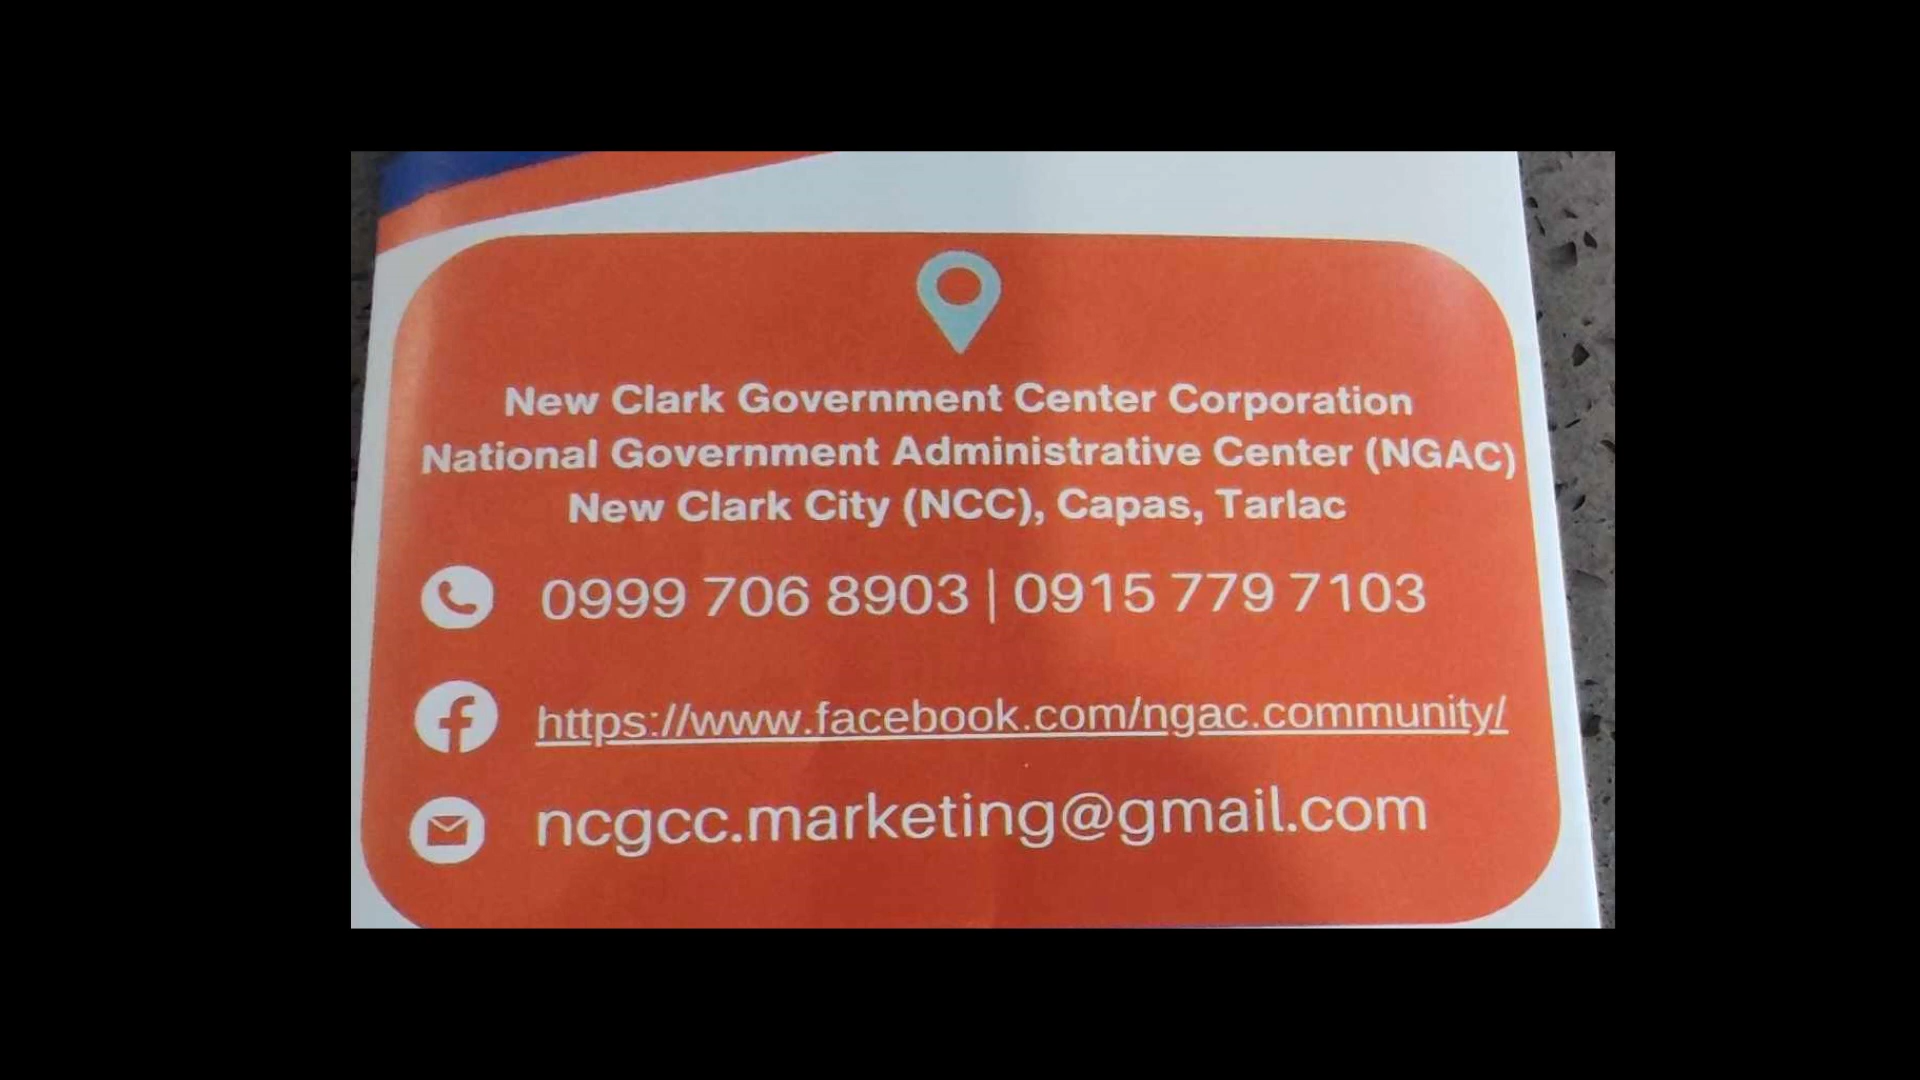 New Clark Government Center Corporation
National Government Administrative Center (NGAC)
New Clark City (NCC), Capas, Tarlac
0999 706 8903 | 0915 779 7103
https://www.facebook.com/ngac.community/
ncgcc.marketing@gmail.com